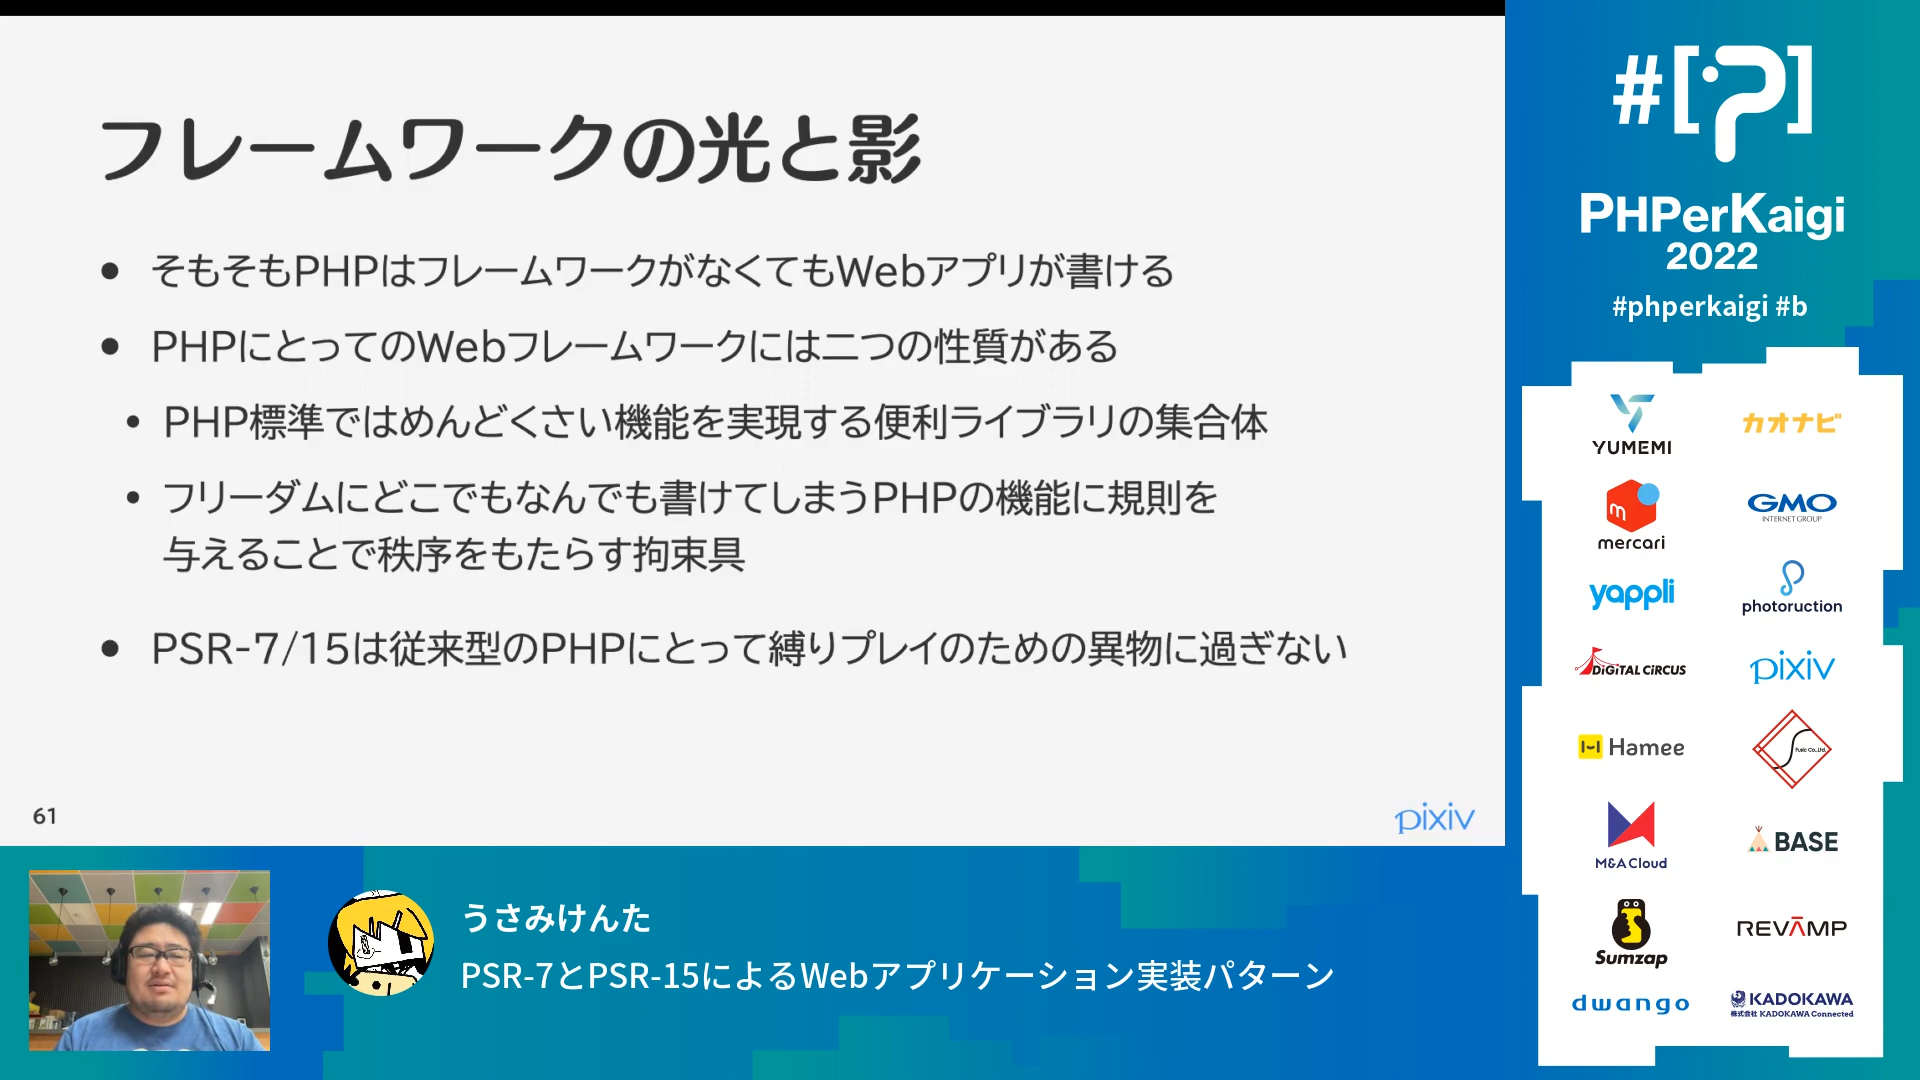 フレームワークの光と影
● そもそもPHPはフレームワークがなくてもWebアプリが書ける
● PHPにとってのWebフレームワークには二つの性質がある
• PHP標準ではめんどくさい機能を実現する便利ライブラリの集合体
• フリーダムにどこでもなんでも書けてしまうPHPの機能に規則を
与えることで秩序をもたらす拘束具
● PSR-7/15は従来型のPHPにとって縛りプレイのための異物に過ぎない
61
pixiv
うさみけんた
PSR-7とPSR-15によるWebアプリケーション実装パターン
#[?]
PHPerKaigi
2022
#phperkaigi #b
YUMEMI
カオナビ
mercari
GMO
INTERNET GROUP
yappli
photoruction
DiGiTAL CiRCUS
pixiv
Hamee
Fusic Co.,Ltd.
M&A Cloud
BASE
Sumzap
REVAMP
dwango
KADOKAWA
株式会社 KADOKAWA Connected